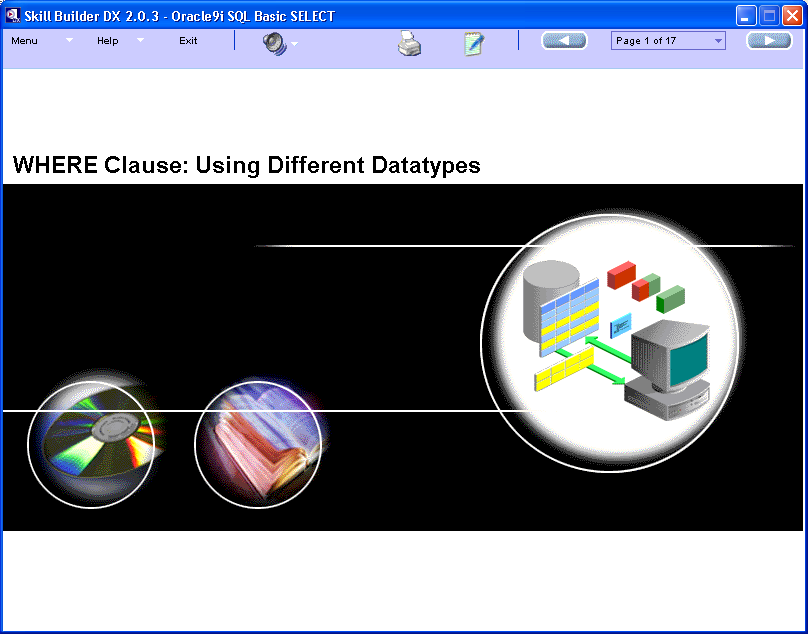 Skill Builder DX 2.0.3 - Oracle9i SQL Basic SELECT
Menu Help Exit Page 1 of 17
WHERE Clause: Using Different Datatypes